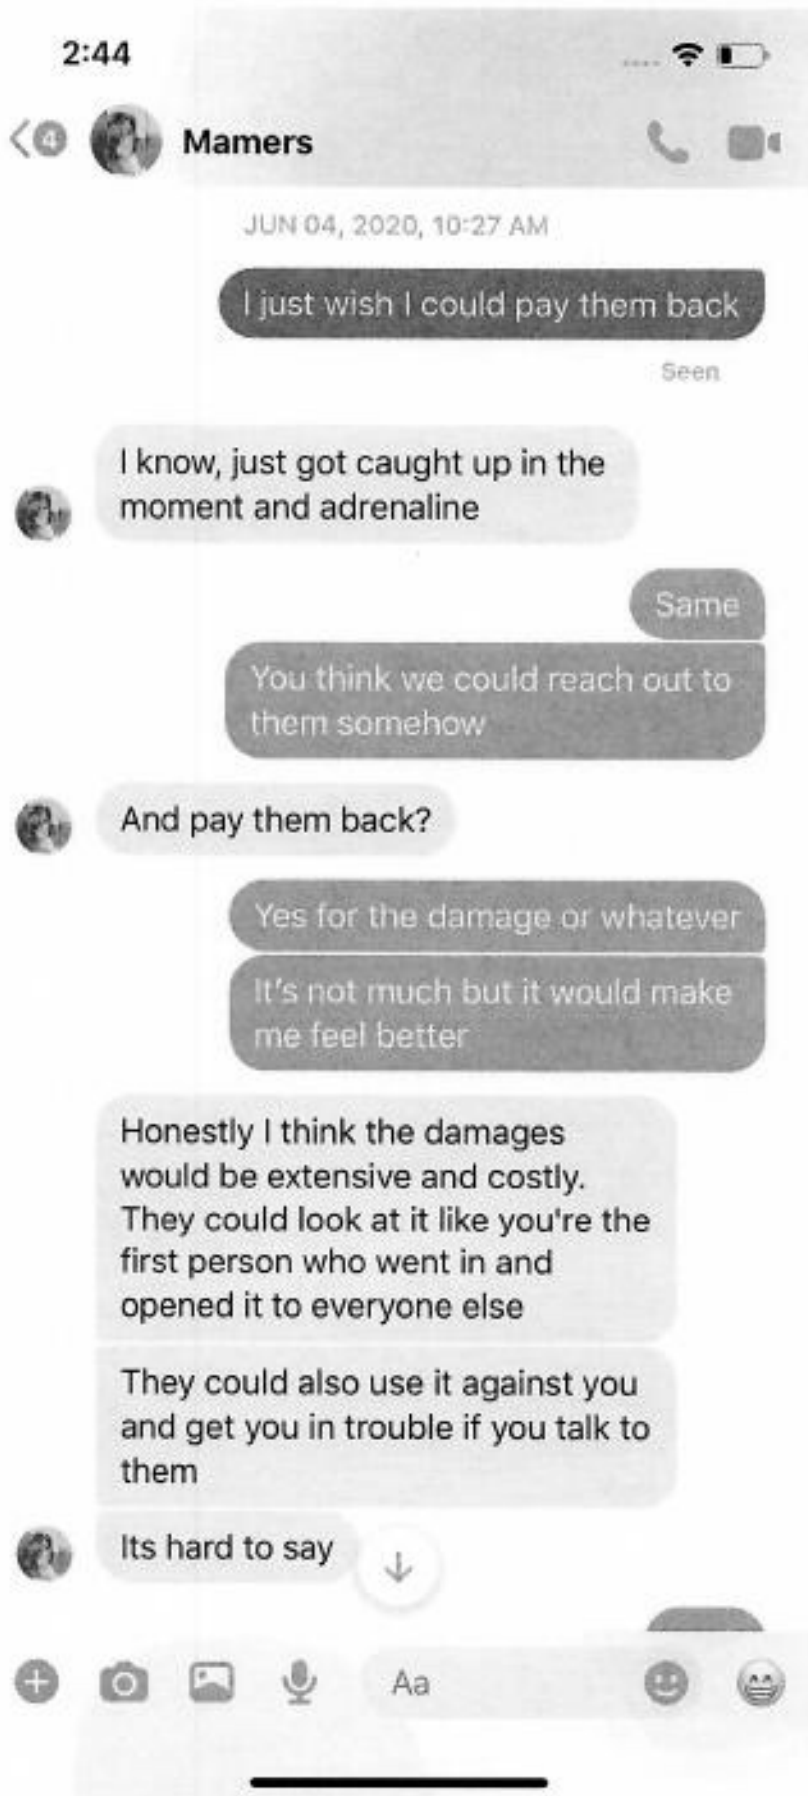 2:44
4
Mamers
JUN 04, 2020, 10:27 AM
I just wish I could pay them back
Seen
I know, just got caught up in the
moment and adrenaline
Same
You think we could reach out to
them somehow
And pay them back?
Yes for the damage or whatever
It's not much but it would make
me feel better
Honestly I think the damages
would be extensive and costly.
They could look at it like you're the
first person who went in and
opened it to everyone else
They could also use it against you
and get you in trouble if you talk to
them
Its hard to say
Aa